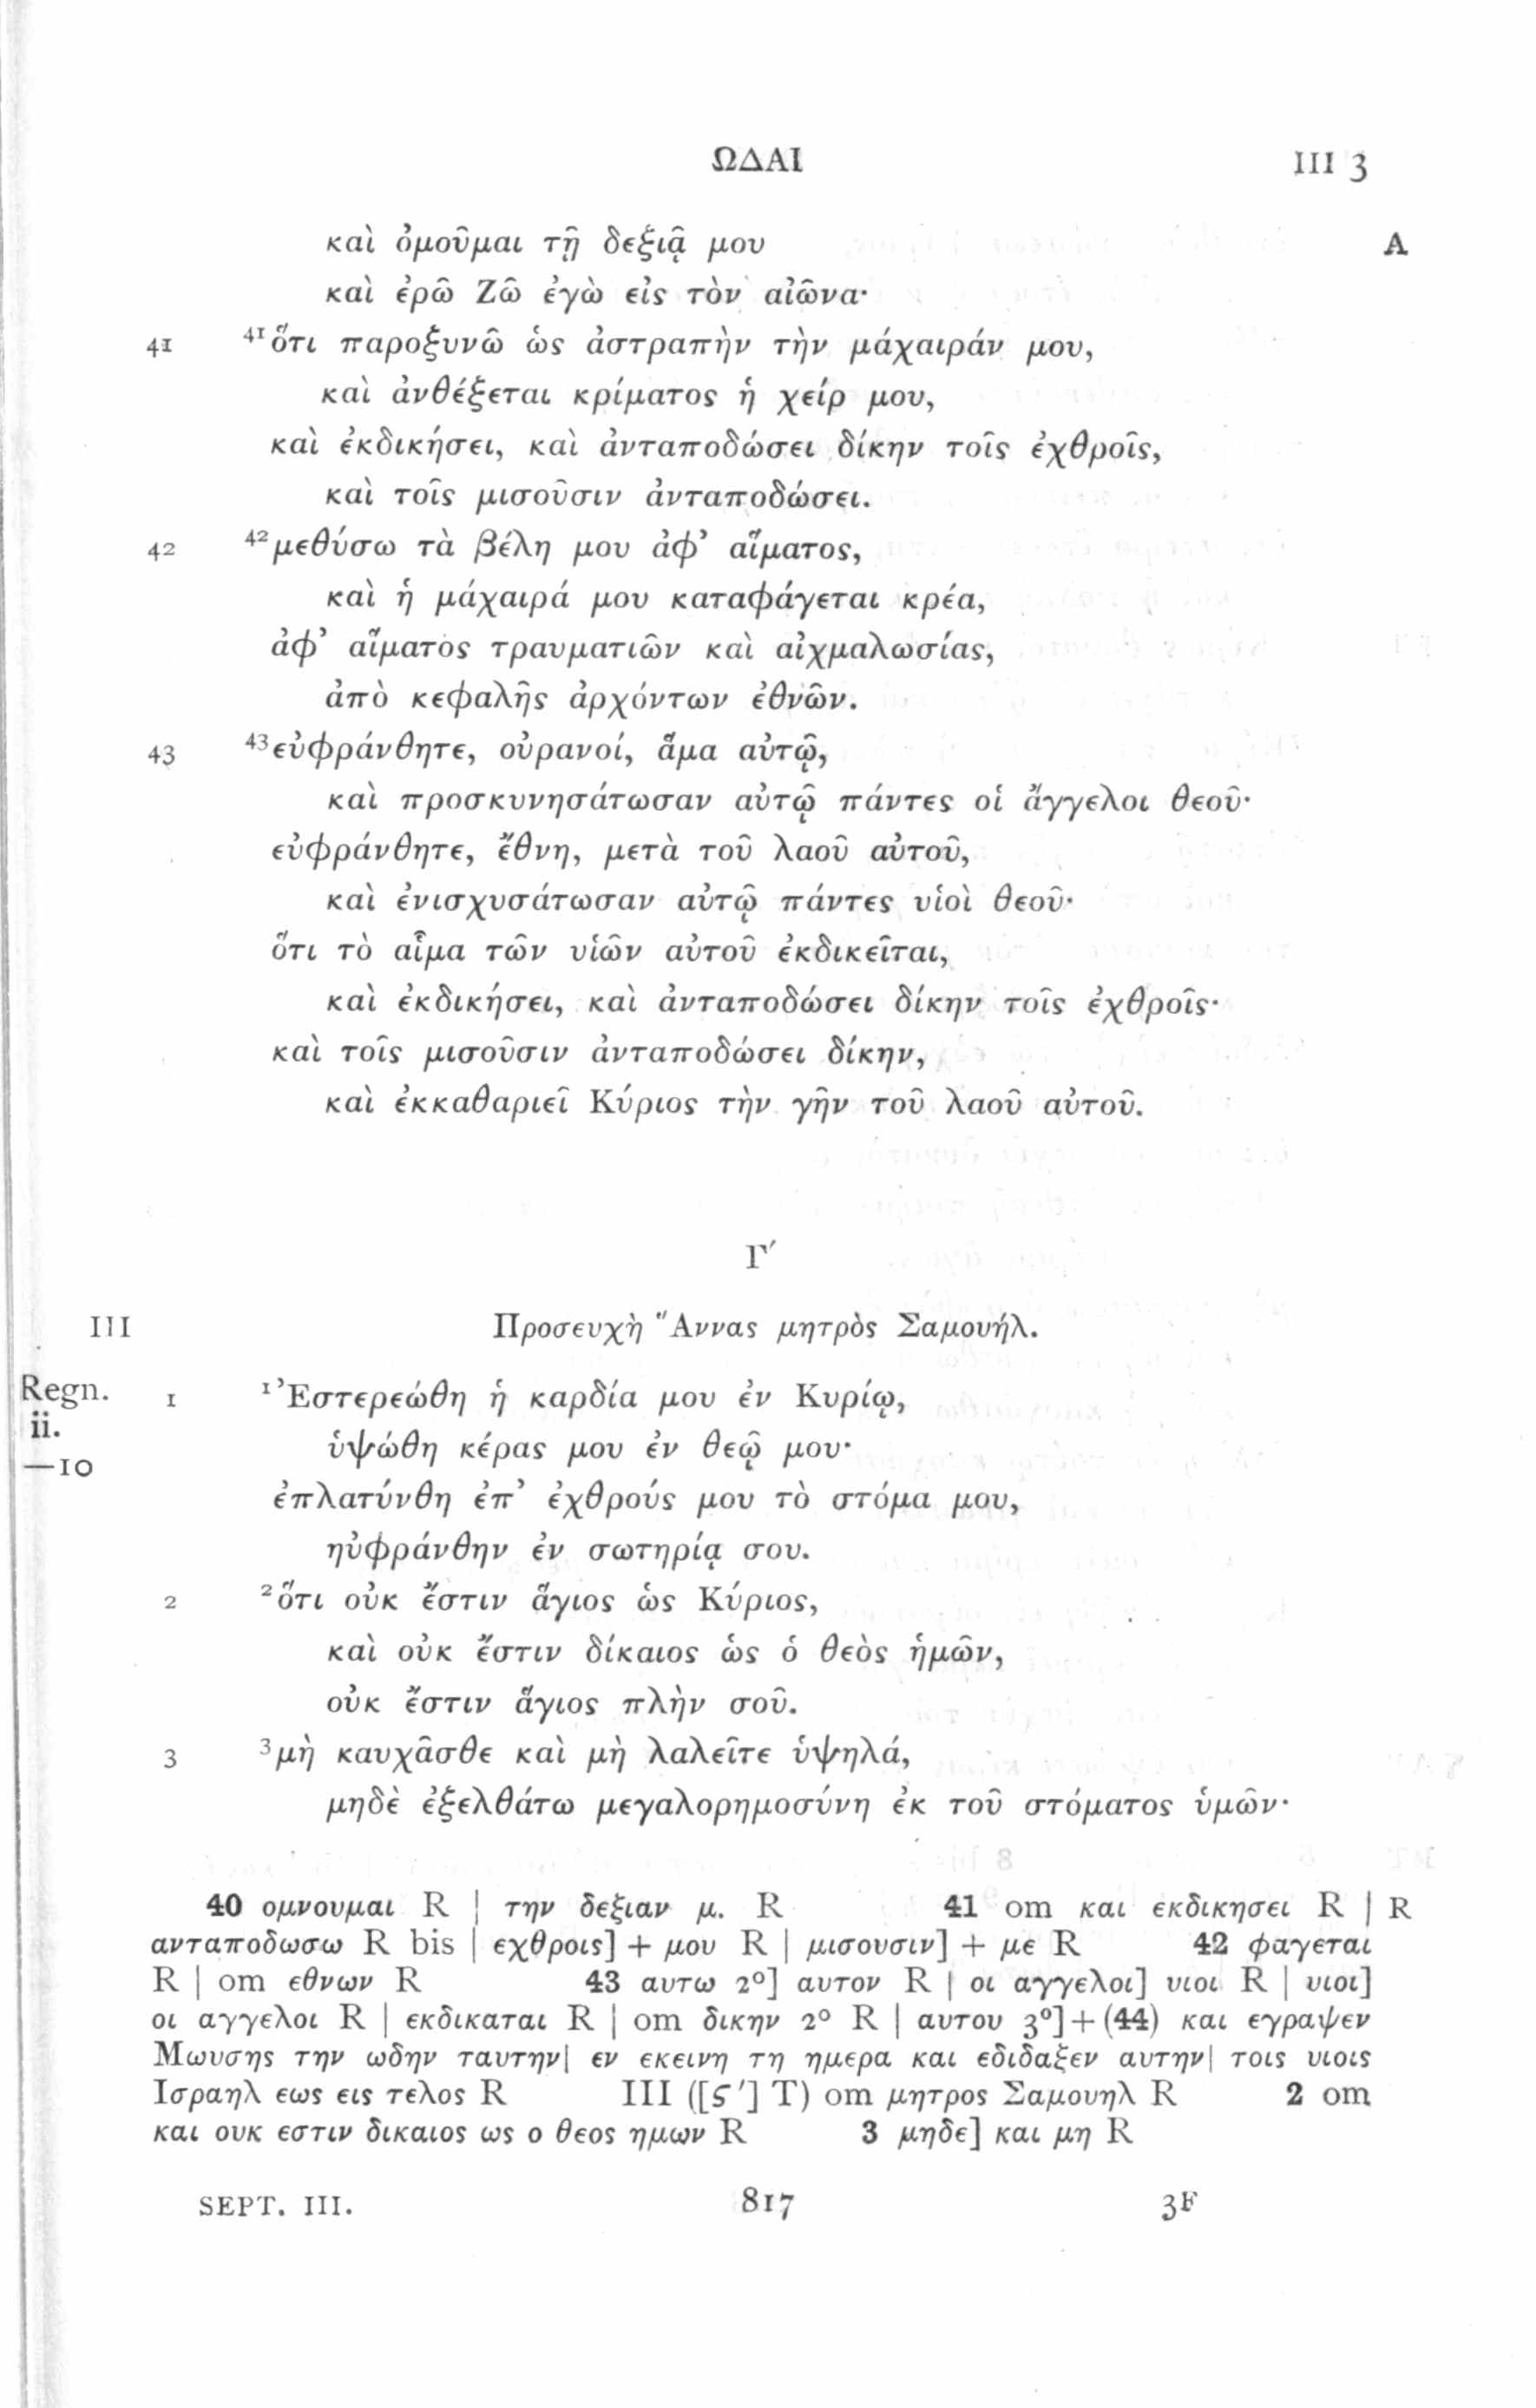 ΩΔΑΙ III 3
καὶ ὀμοῦμαι τῇ δεξιᾷ μου A
καὶ ἐρῶ Ζῶ ἐγὼ εἰς τὸν αἰῶνα·
41 ⁴¹ὅτι παροξυνῶ ὡς ἀστραπὴν τὴν μάχαιράν μου,
καὶ ἀνθέξεται κρίματος ἡ χείρ μου,
καὶ ἐκδικήσει, καὶ ἀνταποδώσει δίκην τοῖς ἐχθροῖς,
καὶ τοῖς μισοῦσιν ἀνταποδώσει.
42 ⁴²μεθύσω τὰ βέλη μου ἀφ’ αἵματος,
καὶ ἡ μάχαιρά μου καταφάγεται κρέα,
ἀφ’ αἵματος τραυματιῶν καὶ αἰχμαλωσίας,
ἀπὸ κεφαλῆς ἀρχόντων ἐθνῶν.
43 ⁴³εὐφράνθητε, οὐρανοί, ἅμα αὐτῷ,
καὶ προσκυνησάτωσαν αὐτῷ πάντες οἱ ἄγγελοι θεοῦ·
εὐφράνθητε, ἔθνη, μετὰ τοῦ λαοῦ αὐτοῦ,
καὶ ἐνισχυσάτωσαν αὐτῷ πάντες υἱοὶ θεοῦ·
ὅτι τὸ αἷμα τῶν υἱῶν αὐτοῦ ἐκδικεῖται,
καὶ ἐκδικήσει, καὶ ἀνταποδώσει δίκην τοῖς ἐχθροῖς·
καὶ τοῖς μισοῦσιν ἀνταποδώσει δίκην,
καὶ ἐκκαθαριεῖ Κύριος τὴν γῆν τοῦ λαοῦ αὐτοῦ.
Γ′
III Προσευχὴ Ἅννας μητρὸς Σαμουήλ.
Regn. 1 ¹Ἐστερεώθη ἡ καρδία μου ἐν Κυρίῳ,
ii.
ὑψώθη κέρας μου ἐν θεῷ μου·
—10
ἐπλατύνθη ἐπ’ ἐχθρούς μου τὸ στόμα μου,
ηὐφράνθην ἐν σωτηρίᾳ σου.
2 ²ὅτι οὐκ ἔστιν ἅγιος ὡς Κύριος,
καὶ οὐκ ἔστιν δίκαιος ὡς ὁ θεὸς ἡμῶν,
οὐκ ἔστιν ἅγιος πλὴν σοῦ.
3 ³μὴ καυχᾶσθε καὶ μὴ λαλεῖτε ὑψηλά,
μηδὲ ἐξελθάτω μεγαλορημοσύνη ἐκ τοῦ στόματος ὑμῶν·
40 ομνουμαι R | την δεξιαν μ. R 41 om και εκδικησει R | R
ανταποδωσω R bis | εχθροις] + μου R | μισουσιν] + με R 42 φαγεται
R | om εθνων R 43 αυτω 2º] αυτον R | οι αγγελοι] υιοι R | υιοι]
οι αγγελοι R | εκδικαται R | om δικην 2º R | αυτου 3º]+(44) και εγραψεν
Μωυσης την ωδην ταυτην| εν εκεινη τη ημερα και εδιδαξεν αυτην| τοις υιοις
Ισραηλ εως εις τελος R III ([ϛ′] T) om μητρος Σαμουηλ R 2 om
και ουκ εστιν δικαιος ως ο θεος ημων R 3 μηδε] και μη R
SEPT. III. 817 3F